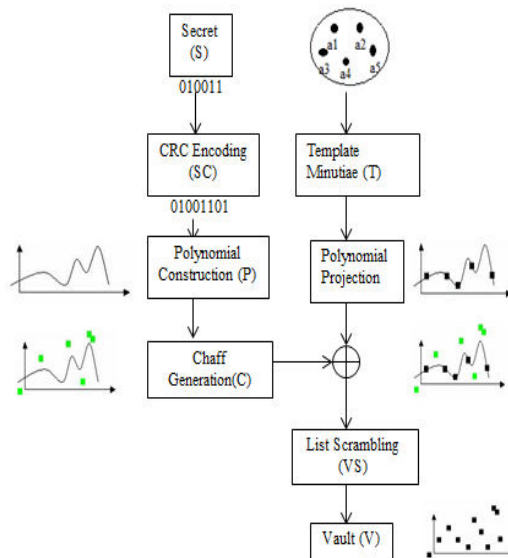 Secret
(S)
010011
a1 a2
a3 a4 a5
CRC Encoding
(SC)
01001101
Template
Minutiae (T)
Polynomial
Construction (P)
Polynomial
Projection
Chaff
Generation(C)
List Scrambling
(VS)
Vault (V)